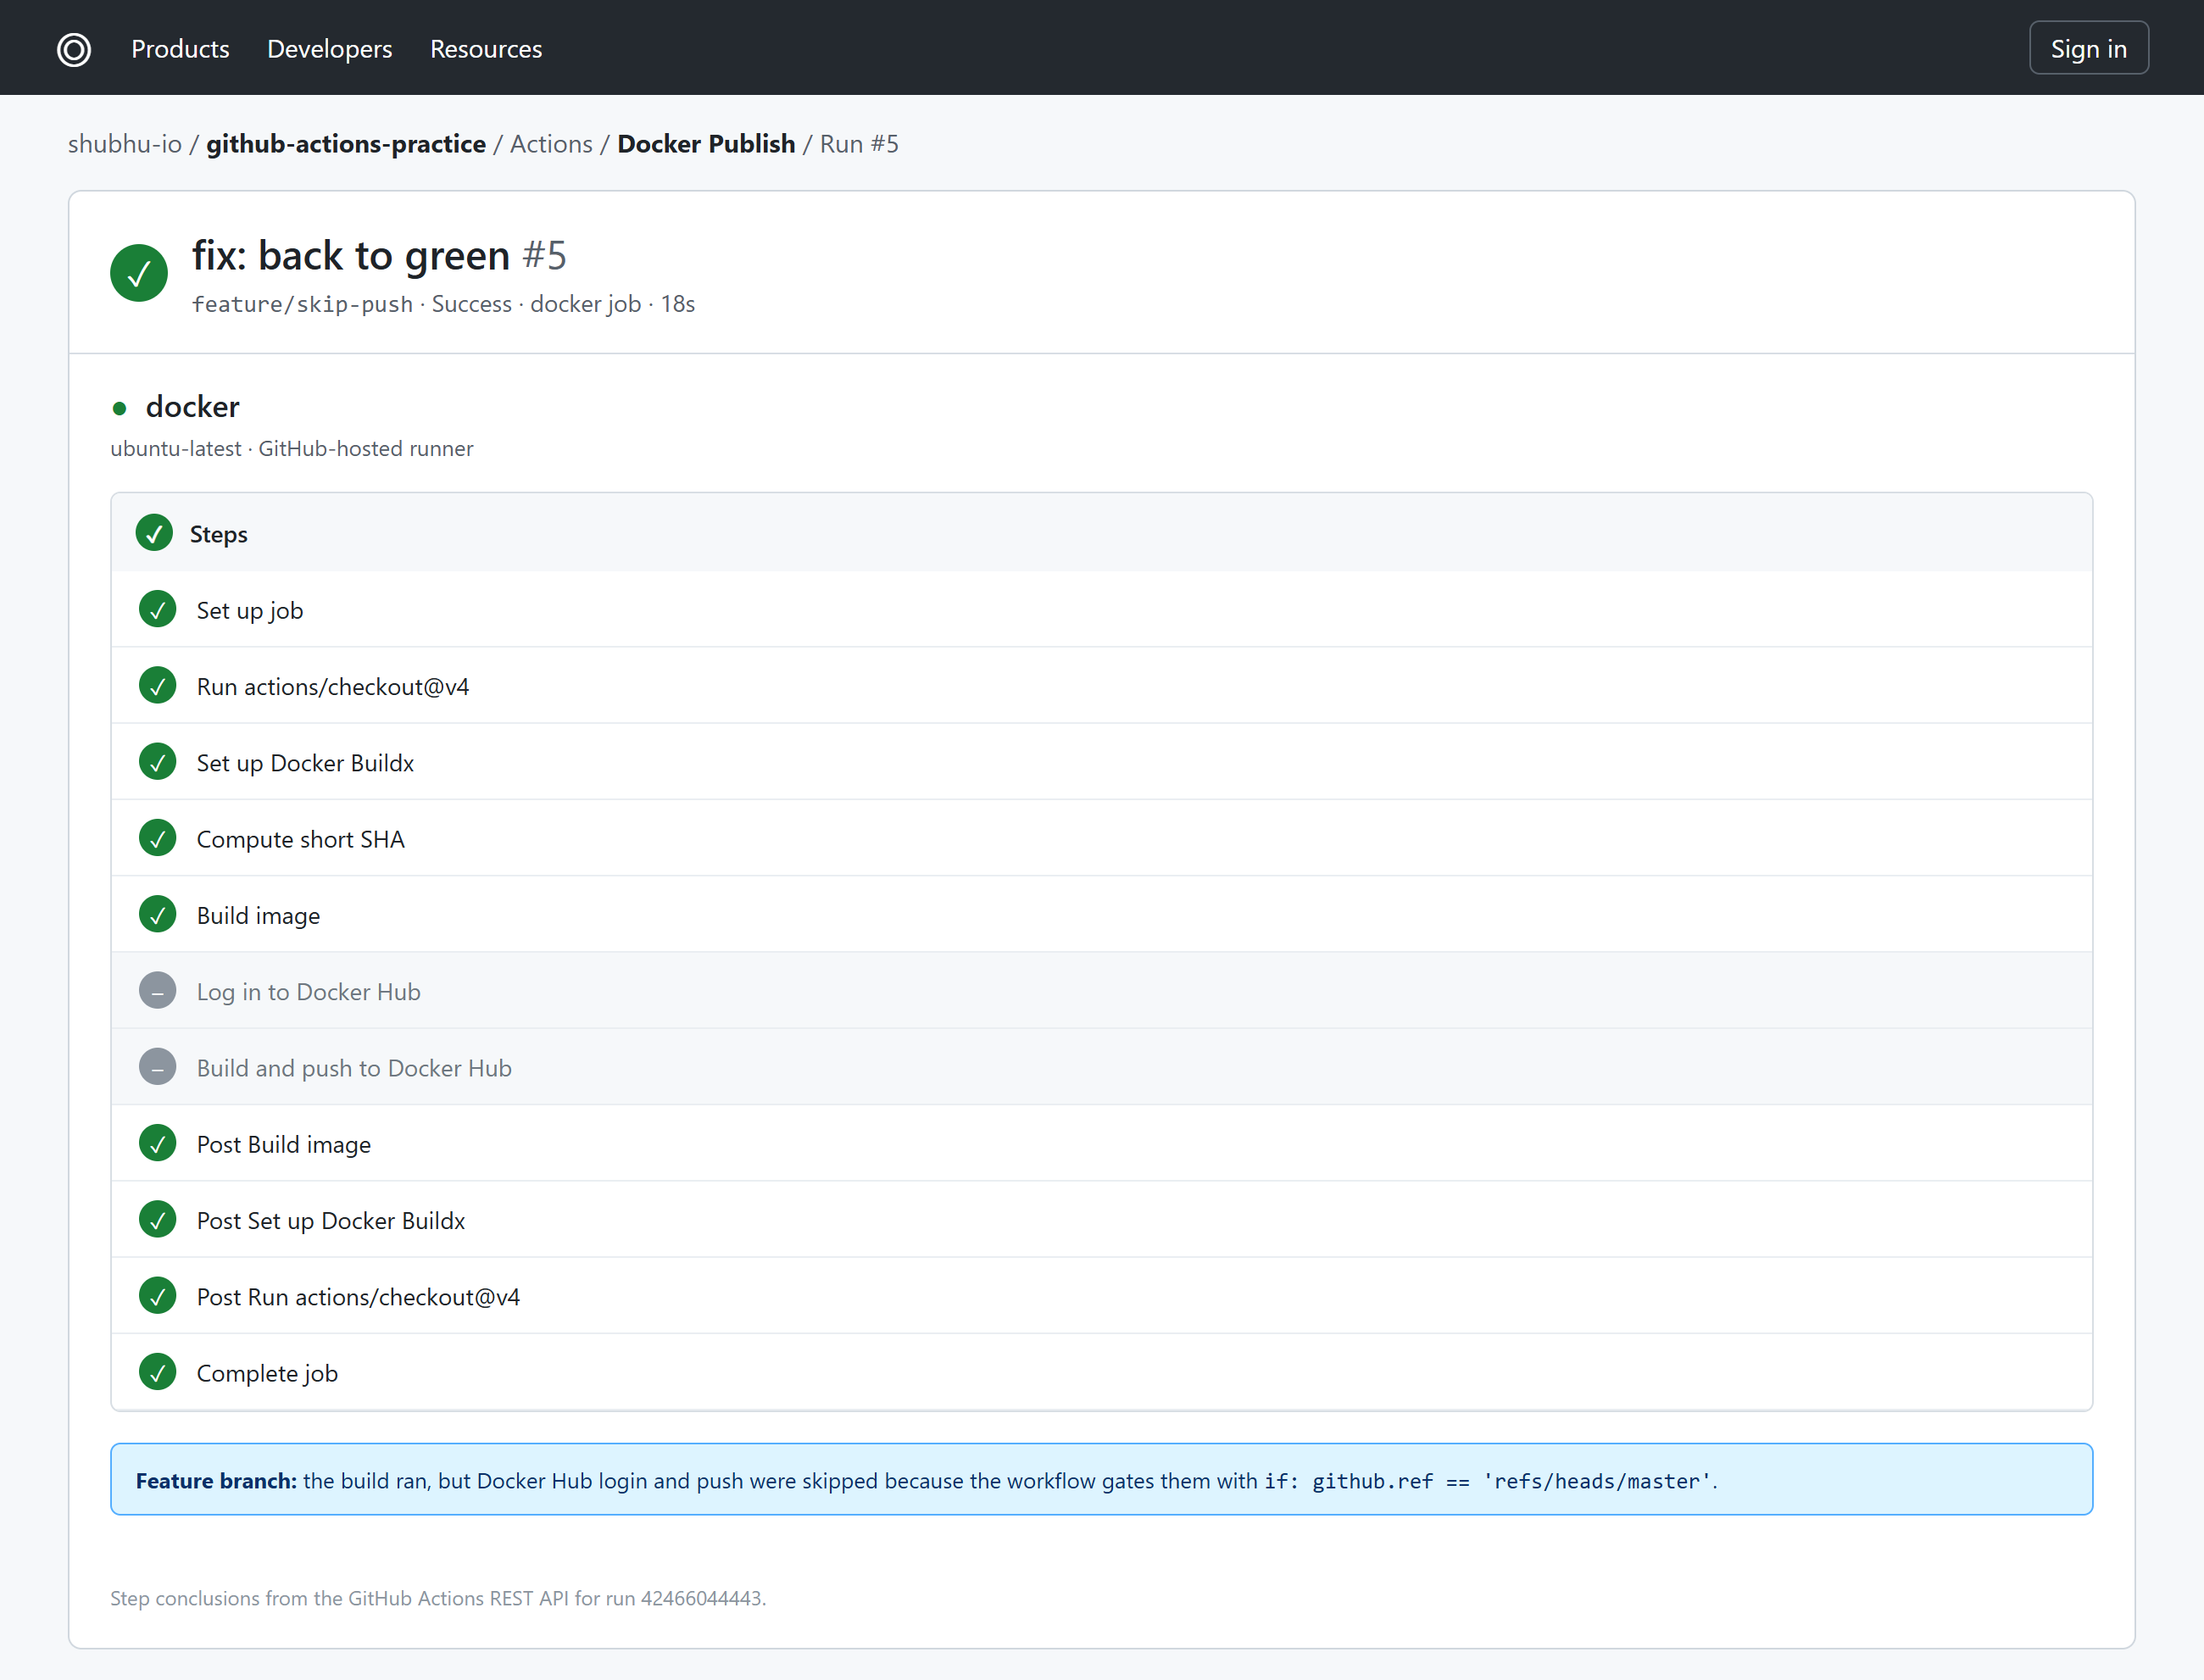 Products Developers Resources Sign in
shubhu-io / github-actions-practice / Actions / Docker Publish / Run #5
fix: back to green #5
feature/skip-push · Success · docker job · 18s
docker
ubuntu-latest · GitHub-hosted runner
Steps
Set up job
Run actions/checkout@v4
Set up Docker Buildx
Compute short SHA
Build image
Log in to Docker Hub
Build and push to Docker Hub
Post Build image
Post Set up Docker Buildx
Post Run actions/checkout@v4
Complete job
Feature branch: the build ran, but Docker Hub login and push were skipped because the workflow gates them with if: github.ref == 'refs/heads/master'.
Step conclusions from the GitHub Actions REST API for run 42466044443.